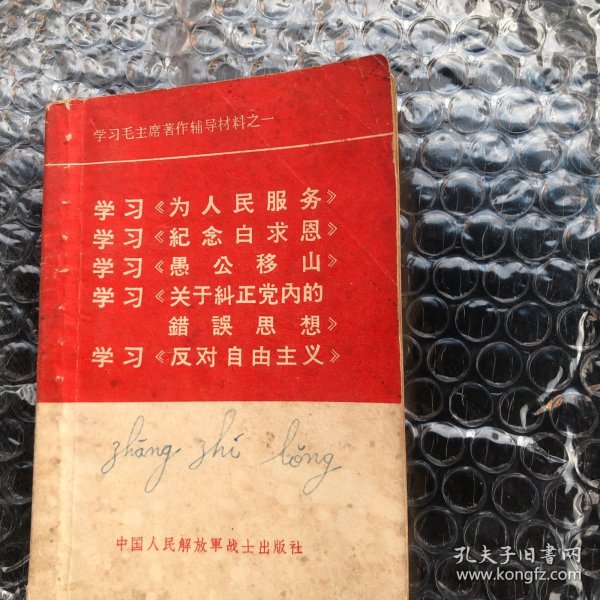 学习毛主席著作辅导材料之一
学习《为人民服务》
学习《紀念白求恩》
学习《愚公移山》
学习《关于糾正党內的
錯誤思想》
学习《反对自由主义》
zhāng zhí lǒng
中国人民解放軍战士出版社
孔夫子旧書网
www.kongfz.com